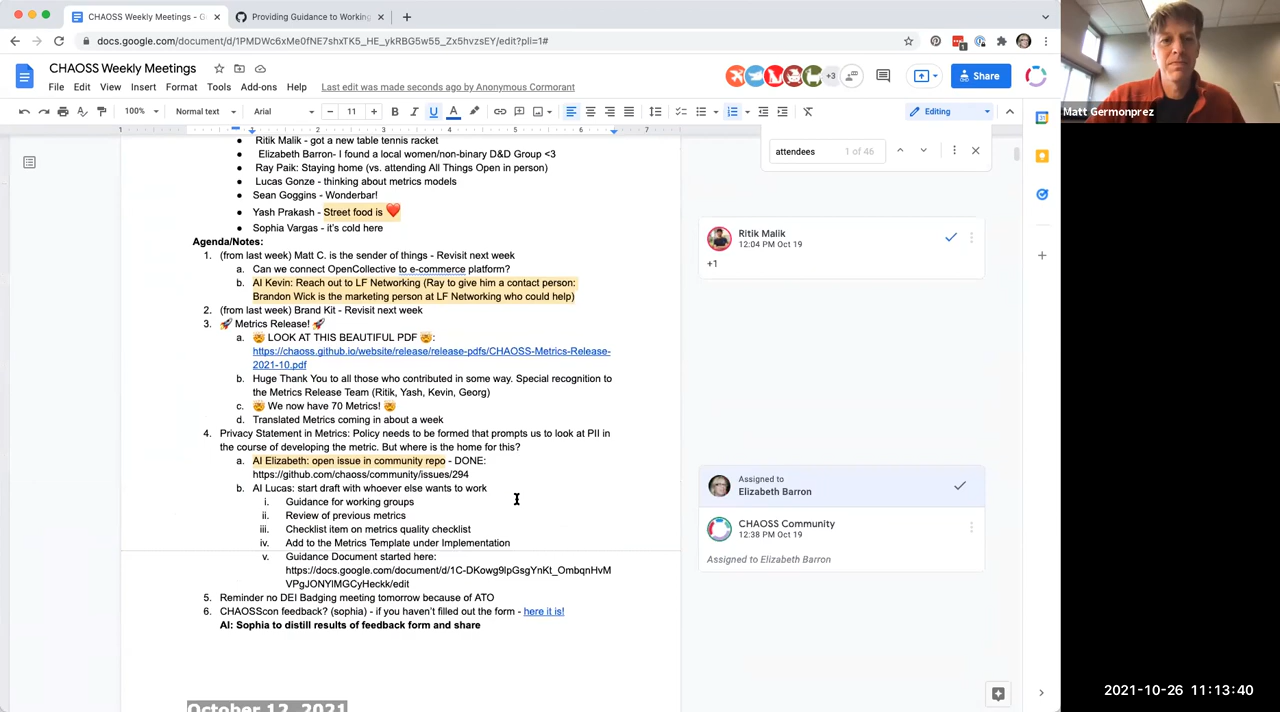 CHAOSS Weekly Meetings - G
Providing Guidance to Working
docs.google.com/document/d/1PMDWc6xMe0fNE7shxTK5_HE_ykRBG5w55_Zx5hvzsEY/edit?pli=1#
CHAOSS Weekly Meetings
+3
Share
File Edit View Insert Format Tools Add-ons Help Last edit was made seconds ago by Anonymous Cormorant
100% Normal text Arial 11 Editing
1 2 3 4 5 6 7
attendees 1 of 46
Ritik Malik - got a new table tennis racket
Elizabeth Barron- I found a local women/non-binary D&D Group <3
Ray Paik: Staying home (vs. attending All Things Open in person)
Lucas Gonze - thinking about metrics models
Sean Goggins - Wonderbar!
Yash Prakash - Street food is ❤️
Sophia Vargas - it's cold here
Agenda/Notes:
1. (from last week) Matt C. is the sender of things - Revisit next week
a. Can we connect OpenCollective to e-commerce platform?
b. AI Kevin: Reach out to LF Networking (Ray to give him a contact person:
Brandon Wick is the marketing person at LF Networking who could help)
2. (from last week) Brand Kit - Revisit next week
3. 🚀 Metrics Release! 🚀
a. 🤯 LOOK AT THIS BEAUTIFUL PDF 🤯:
https://chaoss.github.io/website/release/release-pdfs/CHAOSS-Metrics-Release-
2021-10.pdf
b. Huge Thank You to all those who contributed in some way. Special recognition to
the Metrics Release Team (Ritik, Yash, Kevin, Georg)
c. 🤯 We now have 70 Metrics! 🤯
d. Translated Metrics coming in about a week
4. Privacy Statement in Metrics: Policy needs to be formed that prompts us to look at PII in
the course of developing the metric. But where is the home for this?
a. AI Elizabeth: open issue in community repo - DONE:
https://github.com/chaoss/community/issues/294
b. AI Lucas: start draft with whoever else wants to work
i. Guidance for working groups
ii. Review of previous metrics
iii. Checklist item on metrics quality checklist
iv. Add to the Metrics Template under Implementation
v. Guidance Document started here:
https://docs.google.com/document/d/1C-DKowg9lpGsgYnKt_OmbqnHvM
VPgJONYlMGCyHeckk/edit
5. Reminder no DEI Badging meeting tomorrow because of ATO
6. CHAOSScon feedback? (sophia) - if you haven't filled out the form - here it is!
AI: Sophia to distill results of feedback form and share
October 12, 2021
Ritik Malik
12:04 PM Oct 19
+1
Assigned to
Elizabeth Barron
CHAOSS Community
12:38 PM Oct 19
Assigned to Elizabeth Barron
Matt Germonprez
2021-10-26 11:13:40